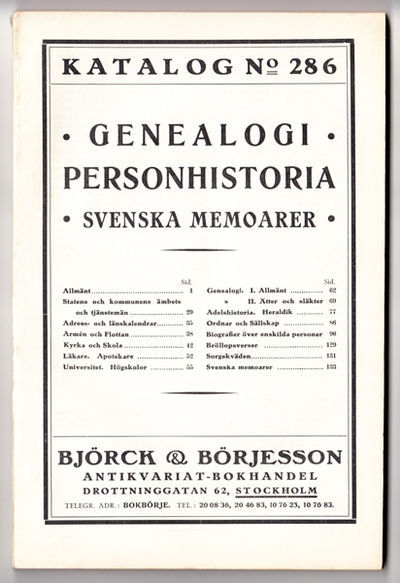 KATALOG Nº 286
· GENEALOGI ·
PERSONHISTORIA
· SVENSKA MEMOARER ·
Sid.
Allmänt 1
Statens och kommunens ämbets
och tjänstemän 29
Adress- och länskalendrar 35
Armén och Flottan 38
Kyrka och Skola 42
Läkare. Apotekare 52
Universitet. Högskolor 55
Sid.
Genealogi. I. Allmänt 62
» II. Ätter och släkter 69
Adelshistoria. Heraldik 77
Ordnar och Sällskap 86
Biografier över enskilda personer 90
Bröllopsverser 129
Sorgekväden 131
Svenska memoarer 133
BJÖRCK & BÖRJESSON
ANTIKVARIAT-BOKHANDEL
DROTTNINGGATAN 62, STOCKHOLM
TELEGR. ADR.: BOKBÖRJE. TEL.: 20 08 36, 20 46 83, 10 76 23, 10 76 83.